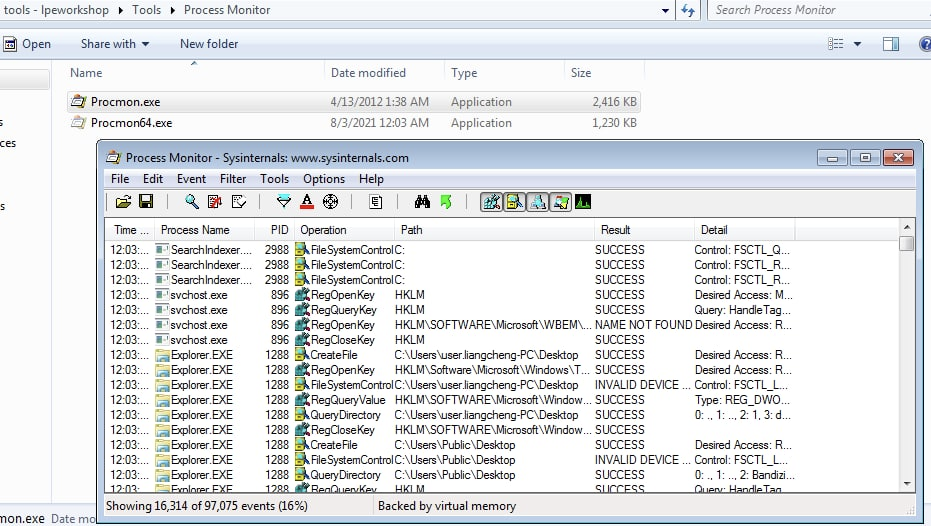 tools - lpeworkshop Tools Process Monitor Search Process Monitor
Open Share with New folder
Name Date modified Type Size
Procmon.exe 4/13/2012 1:38 AM Application 2,416 KB
Procmon64.exe 8/3/2021 12:03 AM Application 1,230 KB
Process Monitor - Sysinternals: www.sysinternals.com
File Edit Event Filter Tools Options Help
Time ... Process Name PID Operation Path Result Detail
12:03:... SearchIndexer.... 2988 FileSystemControl C: SUCCESS Control: FSCTL_Q...
12:03:... SearchIndexer.... 2988 FileSystemControl C: SUCCESS Control: FSCTL_R...
12:03:... SearchIndexer.... 2988 FileSystemControl C: SUCCESS Control: FSCTL_R...
12:03:... svchost.exe 896 RegOpenKey HKLM SUCCESS Desired Access: M...
12:03:... svchost.exe 896 RegQueryKey HKLM SUCCESS Query: HandleTag...
12:03:... svchost.exe 896 RegOpenKey HKLM\SOFTWARE\Microsoft\WBEM\... NAME NOT FOUND Desired Access: R...
12:03:... svchost.exe 896 RegCloseKey HKLM SUCCESS
12:03:... Explorer.EXE 1288 CreateFile C:\Users\user.liangcheng-PC\Desktop SUCCESS Desired Access: R...
12:03:... Explorer.EXE 1288 RegOpenKey HKLM\Software\Microsoft\Windows\T... SUCCESS Desired Access: R...
12:03:... Explorer.EXE 1288 FileSystemControl C:\Users\user.liangcheng-PC\Desktop INVALID DEVICE ... Control: FSCTL_L...
12:03:... Explorer.EXE 1288 RegQueryValue HKLM\SOFTWARE\Microsoft\Window... SUCCESS Type: REG_DWO...
12:03:... Explorer.EXE 1288 QueryDirectory C:\Users\user.liangcheng-PC\Desktop SUCCESS 0: ., 1: .., 2: 1, 3: d...
12:03:... Explorer.EXE 1288 RegCloseKey HKLM\SOFTWARE\Microsoft\Window... SUCCESS
12:03:... Explorer.EXE 1288 CreateFile C:\Users\Public\Desktop SUCCESS Desired Access: R...
12:03:... Explorer.EXE 1288 FileSystemControl C:\Users\Public\Desktop INVALID DEVICE ... Control: FSCTL_L...
12:03:... Explorer.EXE 1288 QueryDirectory C:\Users\Public\Desktop SUCCESS 0: ., 1: .., 2: Bandizi...
12:03:... Explorer.EXE 1288 RegQueryKey HKLM SUCCESS Query: HandleTag...
Showing 16,314 of 97,075 events (16%) Backed by virtual memory
mon.exe Date mo